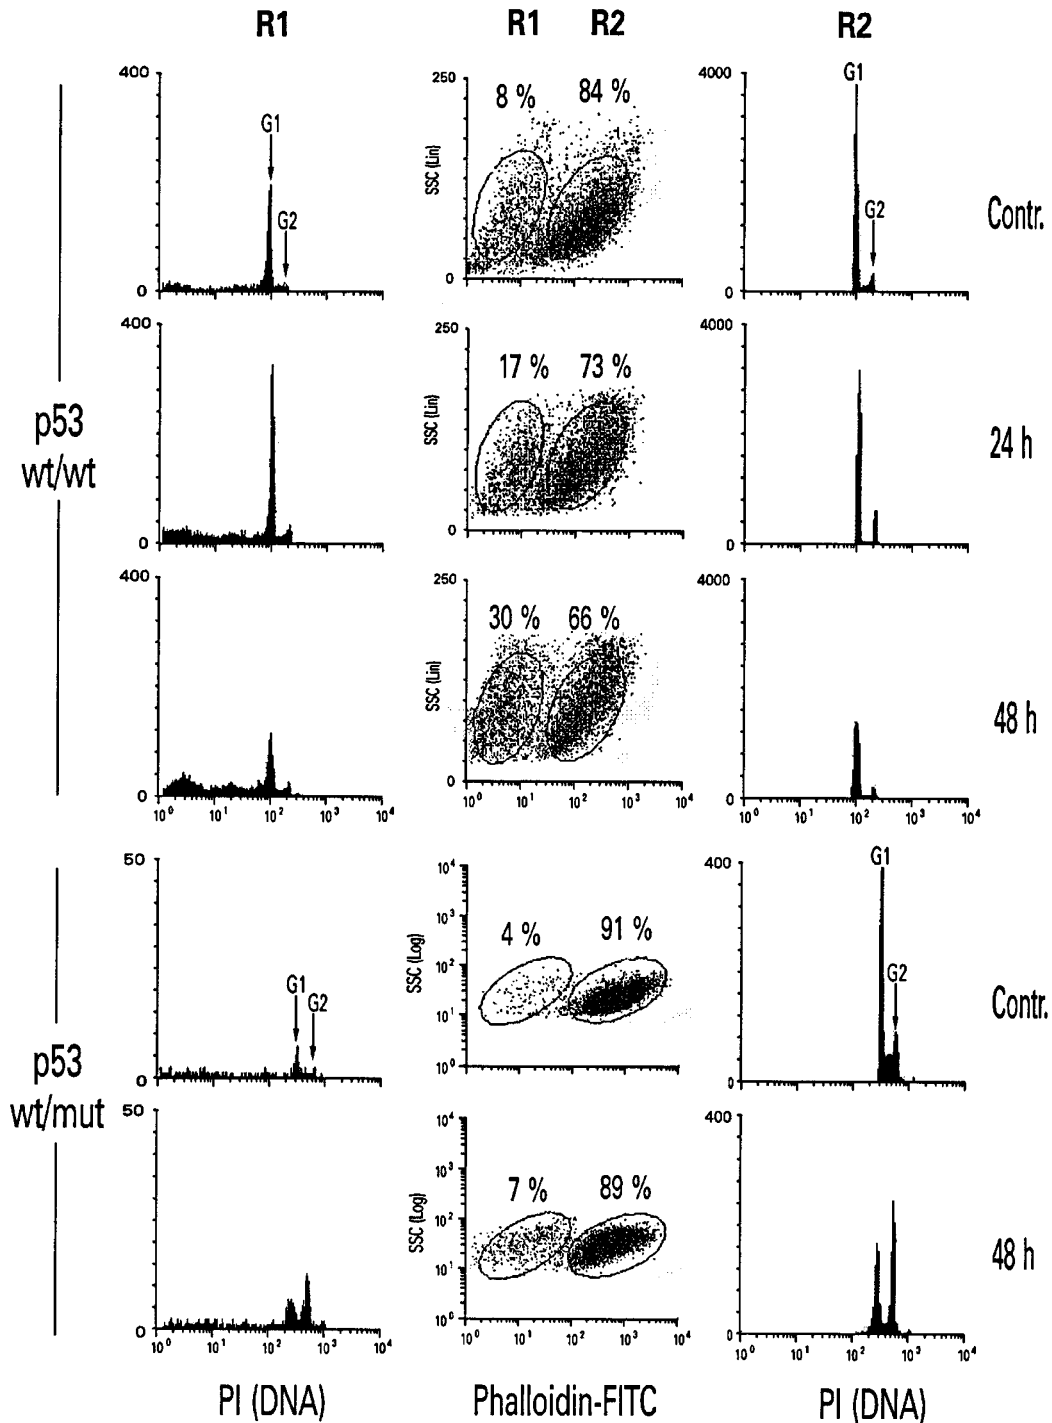 R1 R1 R2 R2
400 250 4000
8 % 84 %
G1 G1
G2 G2
SSC (Lin)
Contr.
0 0 0
400 250 4000
17 % 73 %
SSC (Lin)
24 h
0 0 0
p53
wt/wt
400 250 4000
30 % 66 %
SSC (Lin)
48 h
0 0 0
10⁰ 10¹ 10² 10³ 10⁴ 10⁰ 10¹ 10² 10³ 10⁴ 10⁰ 10¹ 10² 10³ 10⁴
50 10⁴ 400
10³
10²
10¹
10⁰
4 % 91 %
G1 G1
G2 G2
SSC (Log)
Contr.
0 0
p53
wt/mut
50 10⁴ 400
10³
10²
10¹
10⁰
7 % 89 %
SSC (Log)
48 h
0 0
10⁰ 10¹ 10² 10³ 10⁴ 10⁰ 10¹ 10² 10³ 10⁴ 10⁰ 10¹ 10² 10³ 10⁴
PI (DNA) Phalloidin-FITC PI (DNA)